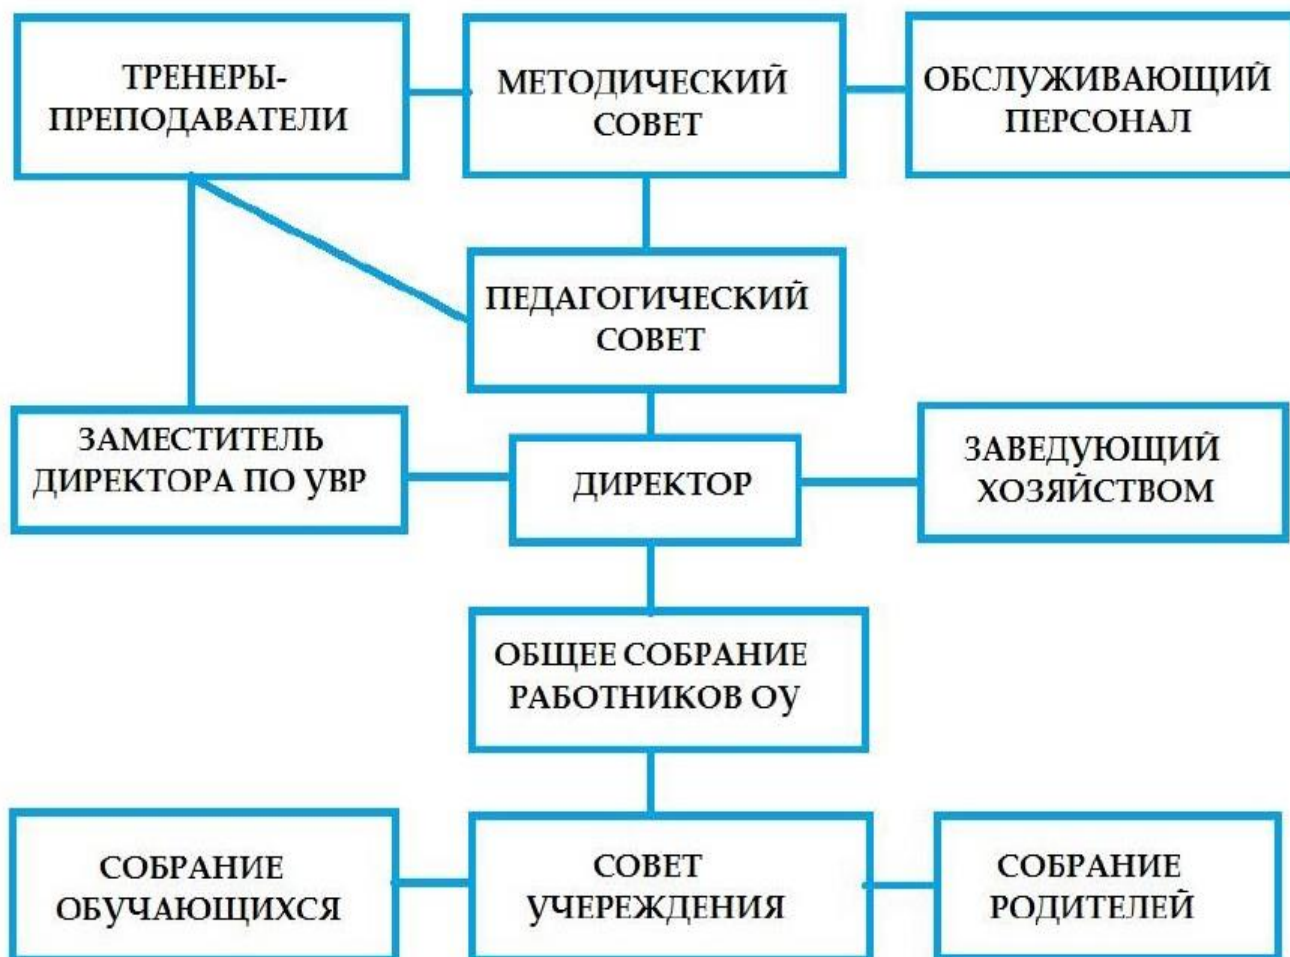 ТРЕНЕРЫ-
ПРЕПОДАВАТЕЛИ
МЕТОДИЧЕСКИЙ
СОВЕТ
ОБСЛУЖИВАЮЩИЙ
ПЕРСОНАЛ
ПЕДАГОГИЧЕСКИЙ
СОВЕТ
ЗАМЕСТИТЕЛЬ
ДИРЕКТОРА ПО УВР
ДИРЕКТОР
ЗАВЕДУЮЩИЙ
ХОЗЯЙСТВОМ
ОБЩЕЕ СОБРАНИЕ
РАБОТНИКОВ ОУ
СОБРАНИЕ
ОБУЧАЮЩИХСЯ
СОВЕТ
УЧЕРЕЖДЕНИЯ
СОБРАНИЕ
РОДИТЕЛЕЙ